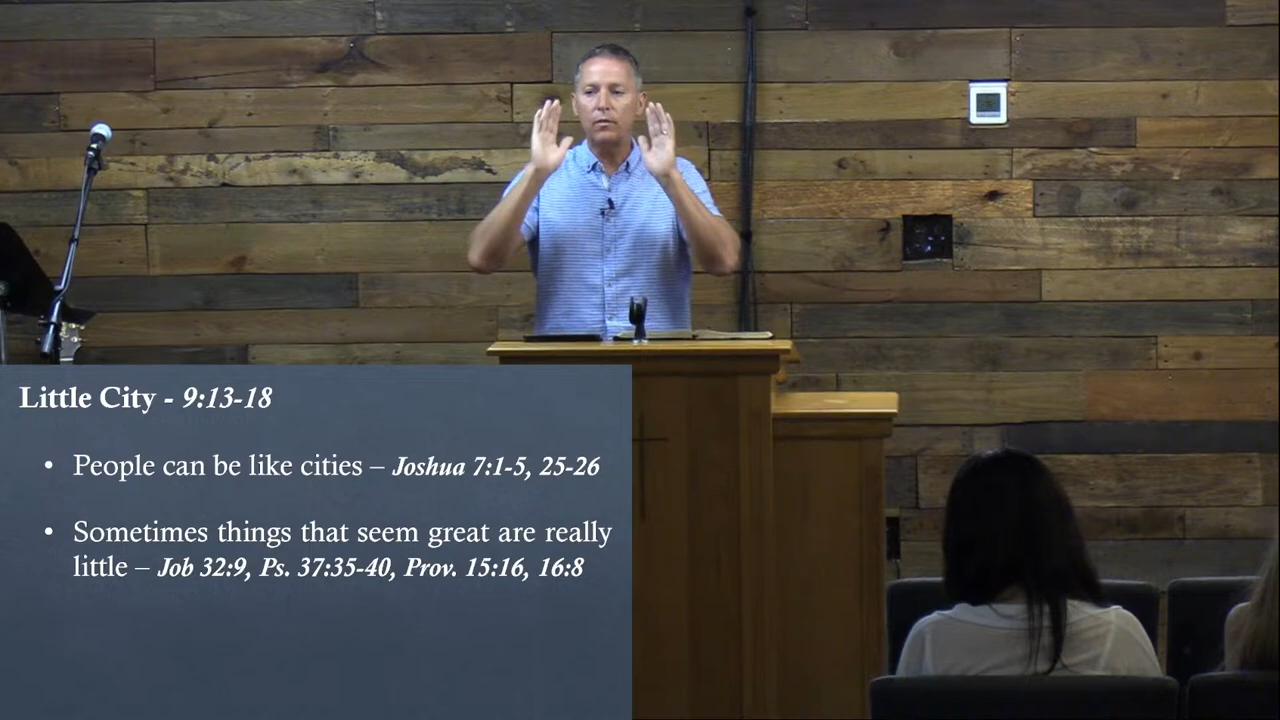 Little City - 9:13-18
• People can be like cities – Joshua 7:1-5, 25-26
• Sometimes things that seem great are really
little – Job 32:9, Ps. 37:35-40, Prov. 15:16, 16:8